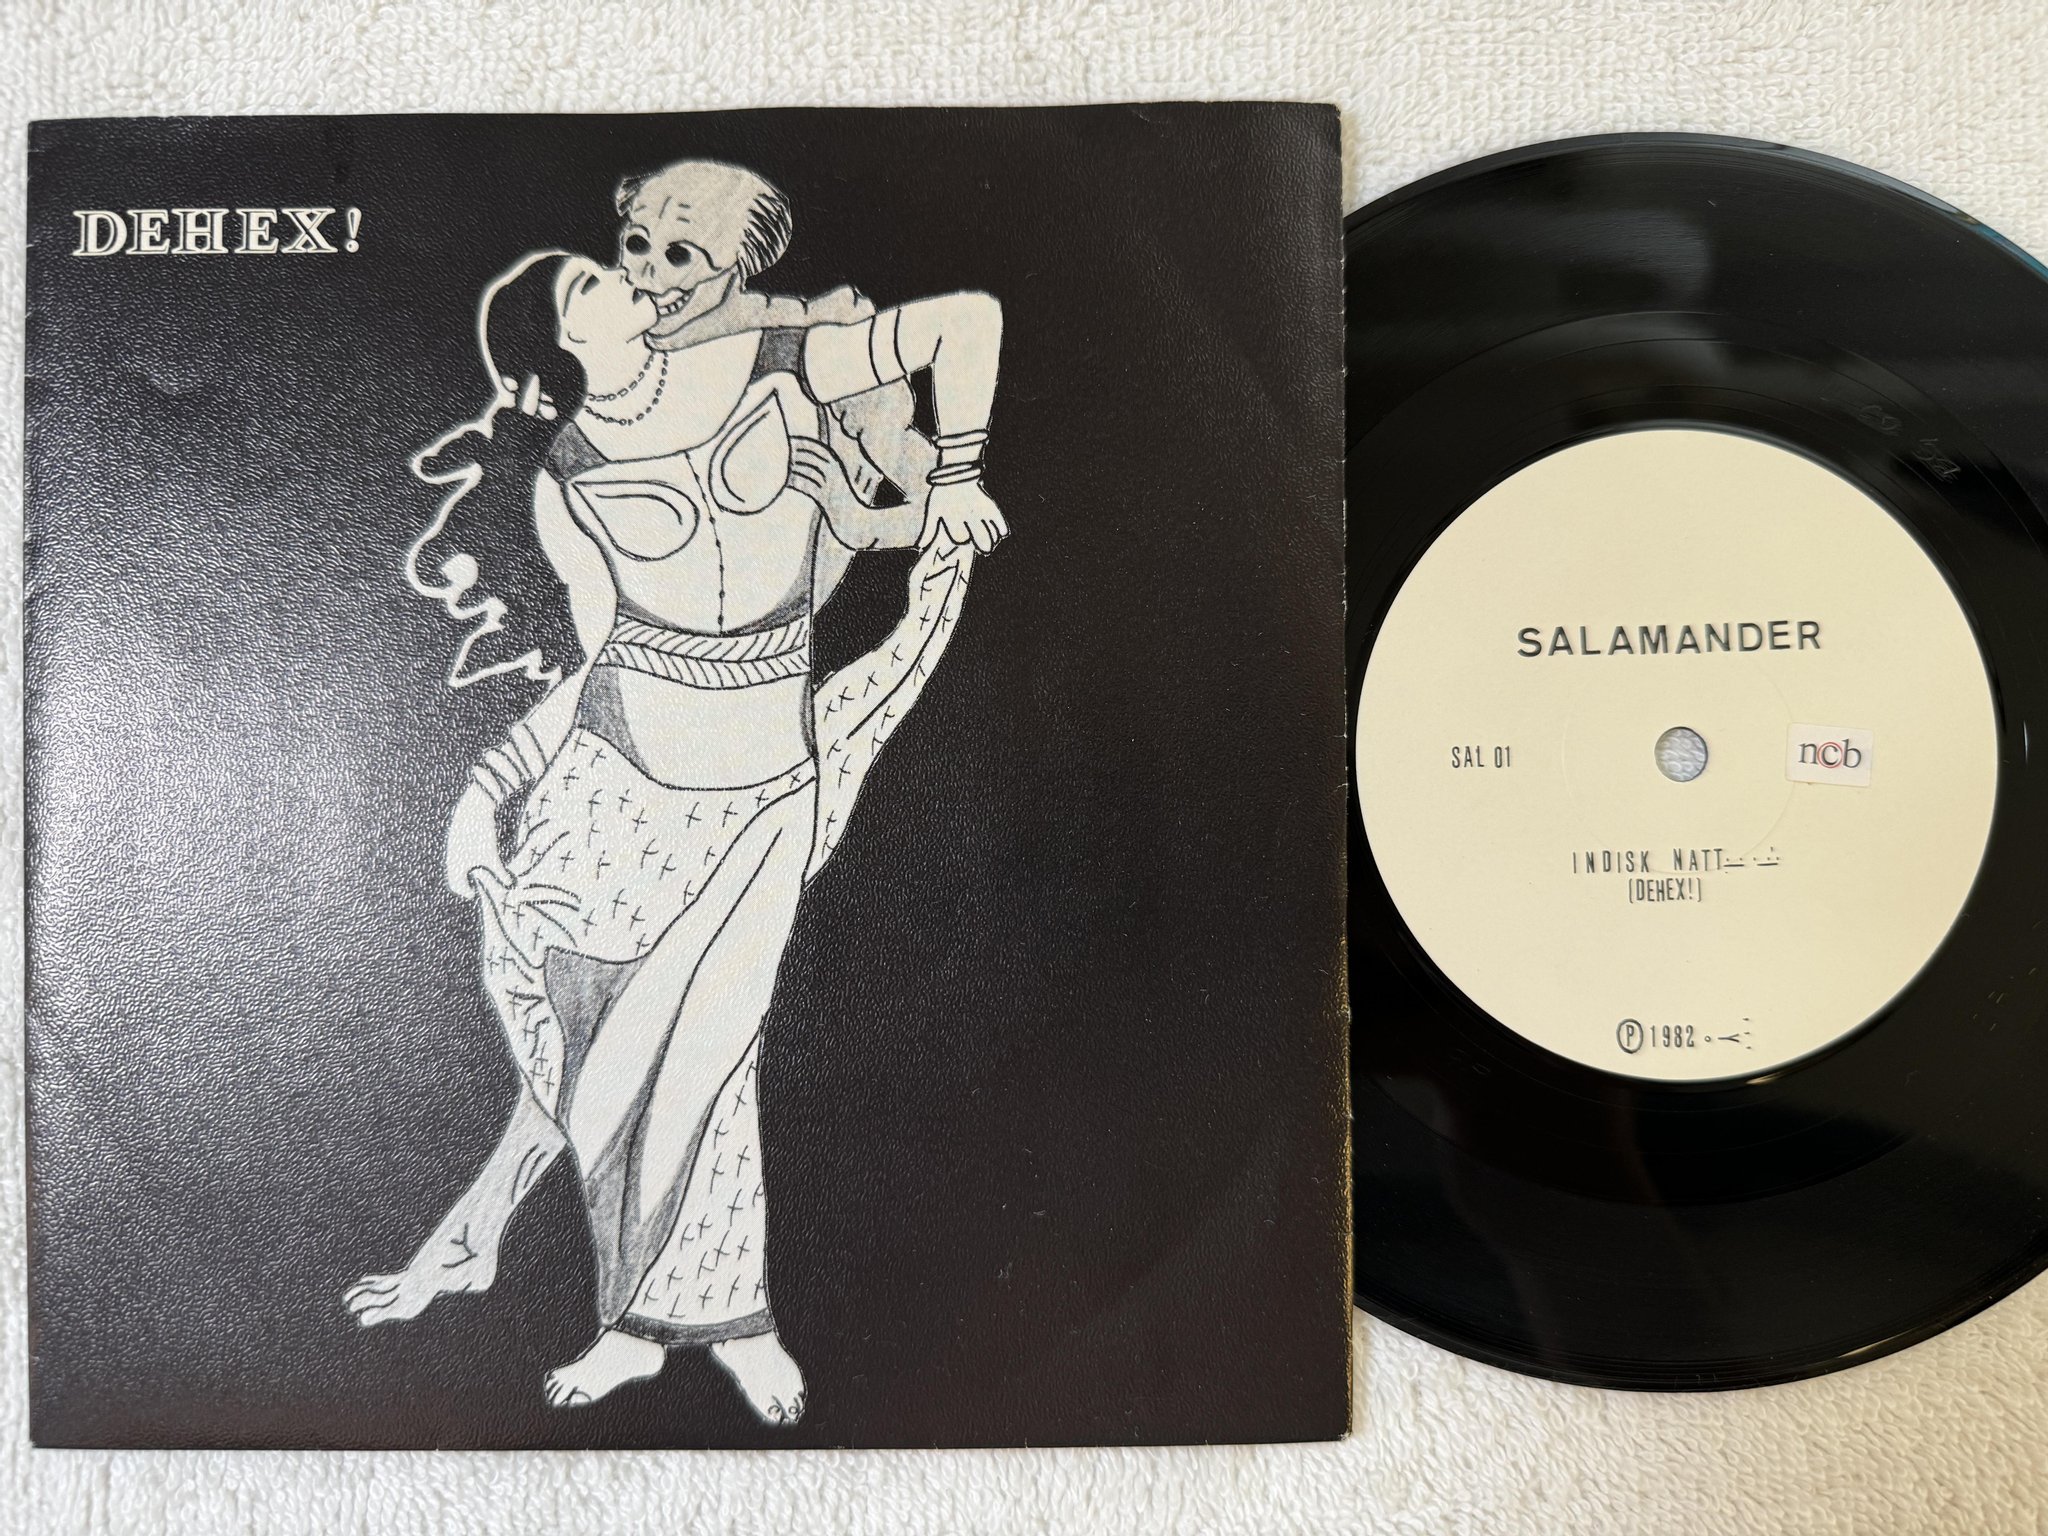 DEHEX!
SALAMANDER
SAL 01
ncb
INDISK NATT
(DEHEX!)
Ⓟ 1982